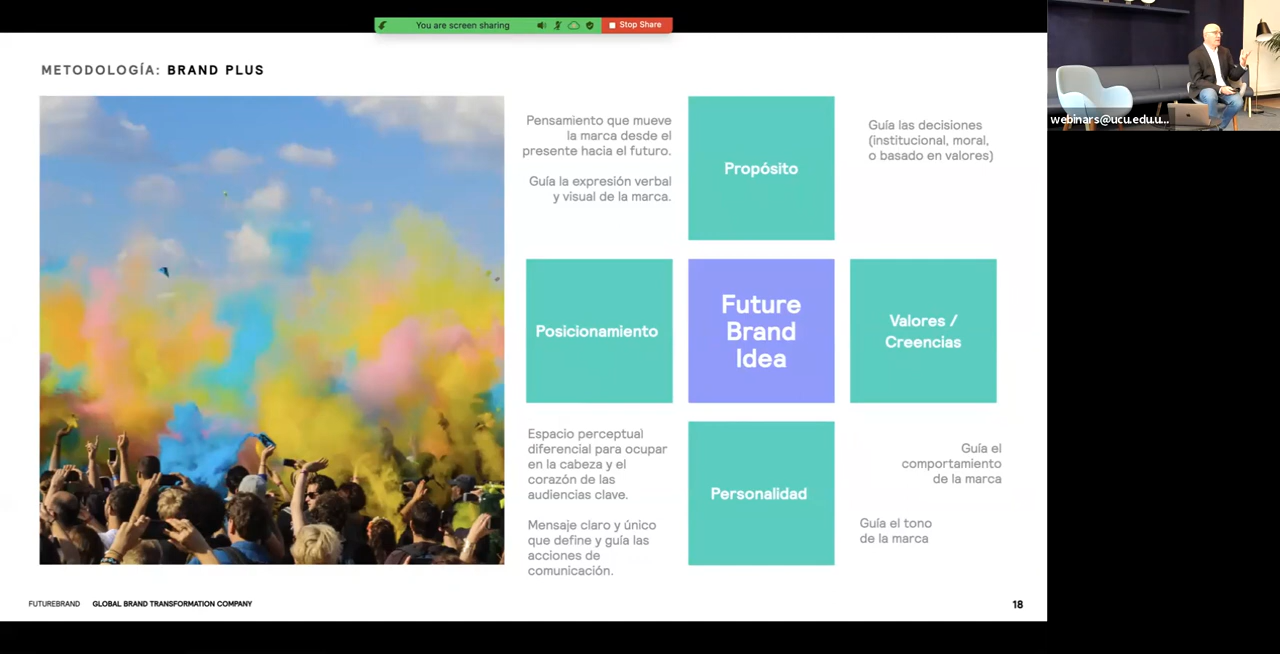 You are screen sharing
Stop Share
webinars@ucu.edu.u...
METODOLOGÍA: BRAND PLUS
Pensamiento que mueve
la marca desde el
presente hacia el futuro.
Guía la expresión verbal
y visual de la marca.
Propósito
Guía las decisiones
(institucional, moral,
o basado en valores)
Posicionamiento
Future
Brand
Idea
Valores /
Creencias
Espacio perceptual
diferencial para ocupar
en la cabeza y el
corazón de las
audiencias clave.
Mensaje claro y único
que define y guía las
acciones de
comunicación.
Personalidad
Guía el
comportamiento
de la marca
Guía el tono
de la marca
FUTUREBRAND GLOBAL BRAND TRANSFORMATION COMPANY
18